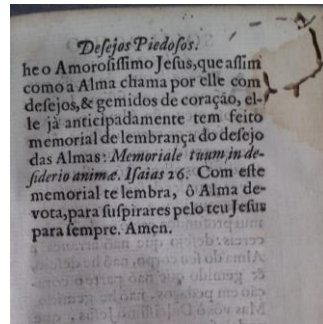 Deſejos Piedoſos.
he o Amoroſiſſimo Jeſus,que aſſim
como a Alma chama por elle com
deſejos,& gemidos de coração, el-
le jà anticipadamente tem feito
memorial de lembrança do deſejo
das Almas: Memoriale tuum,in de-
ſiderio animæ. Iſaias 26. Com eſte
memorial te lembra, ô Alma de-
vota,para ſuſpirares pelo teu Jeſus
para ſempre. Amen.